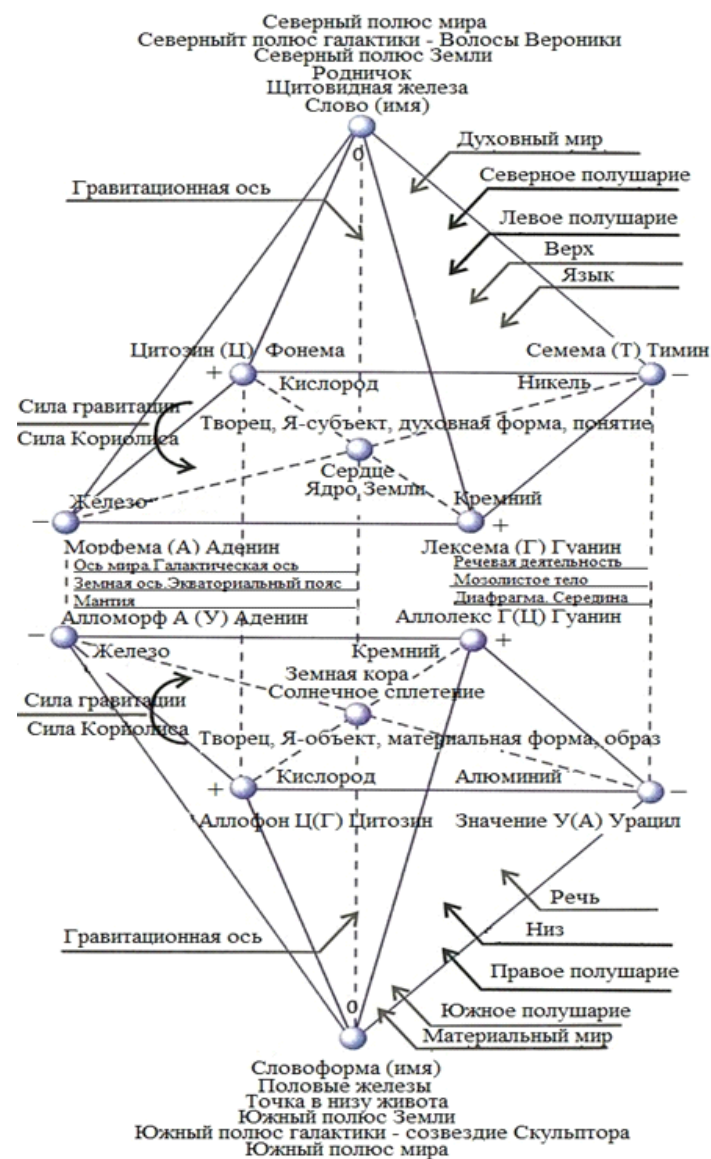 Северный полюс мира
Северныйт полюс галактики - Волосы Вероники
Северный полюс Земли
Родничок
Щитовидная железа
Слово (имя)
0
Духовный мир
Гравитационная ось
Северное полушарие
Левое полушарие
Верх
Язык
Цитозин (Ц) Фонема
Семема (Т) Тимин
+
Кислород
Никель
−
Сила гравитации
Творец, Я-субъект, духовная форма, понятие
Сила Кориолиса
Сердце
Ядро Земли
Железо
Кремний
−
+
Морфема (А) Аденин
Лексема (Г) Гуанин
Ось мира.Галактическая ось
Речевая деятельность
Земная ось.Экваториальный пояс
Мозолистое тело
Мантия
Диафрагма. Середина
Алломорф А (У) Аденин
Аллолекс Г(Ц) Гуанин
−
+
Железо
Кремний
Земная кора
Солнечное сплетение
Сила гравитации
Сила Кориолиса
Творец, Я-объект, материальная форма, образ
Кислород
Алюминий
+
−
Аллофон Ц(Г) Цитозин
Значение У(А) Урацил
Речь
Низ
Гравитационная ось
Правое полушарие
0
Южное полушарие
Материальный мир
Словоформа (имя)
Половые железы
Точка в низу живота
Южный полюс Земли
Южный полюс галактики - созвездие Скульптора
Южный полюс мира